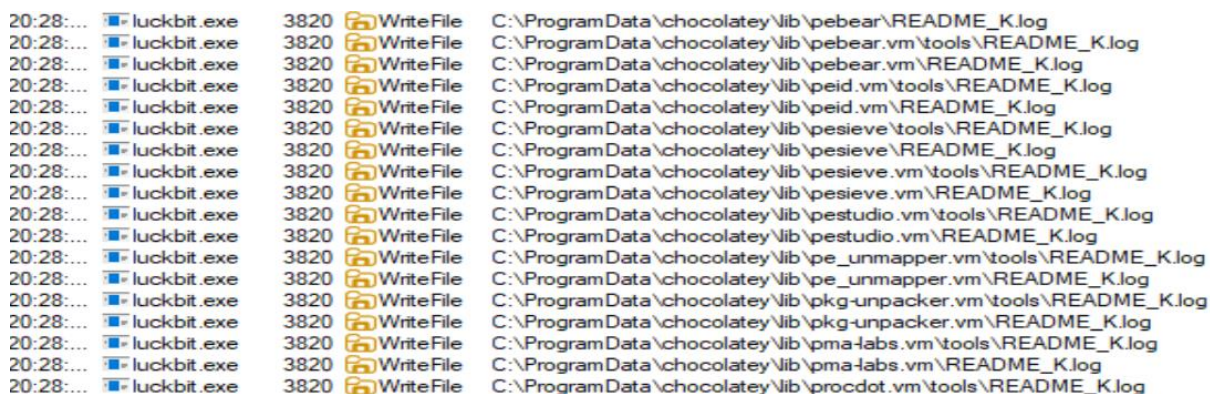 20:28:... luckbit.exe 3820 WriteFile C:\ProgramData\chocolatey\lib\pebear\README_K.log
20:28:... luckbit.exe 3820 WriteFile C:\ProgramData\chocolatey\lib\pebear.vm\tools\README_K.log
20:28:... luckbit.exe 3820 WriteFile C:\ProgramData\chocolatey\lib\pebear.vm\README_K.log
20:28:... luckbit.exe 3820 WriteFile C:\ProgramData\chocolatey\lib\peid.vm\tools\README_K.log
20:28:... luckbit.exe 3820 WriteFile C:\ProgramData\chocolatey\lib\peid.vm\README_K.log
20:28:... luckbit.exe 3820 WriteFile C:\ProgramData\chocolatey\lib\pesieve\tools\README_K.log
20:28:... luckbit.exe 3820 WriteFile C:\ProgramData\chocolatey\lib\pesieve\README_K.log
20:28:... luckbit.exe 3820 WriteFile C:\ProgramData\chocolatey\lib\pesieve.vm\tools\README_K.log
20:28:... luckbit.exe 3820 WriteFile C:\ProgramData\chocolatey\lib\pesieve.vm\README_K.log
20:28:... luckbit.exe 3820 WriteFile C:\ProgramData\chocolatey\lib\pestudio.vm\tools\README_K.log
20:28:... luckbit.exe 3820 WriteFile C:\ProgramData\chocolatey\lib\pestudio.vm\README_K.log
20:28:... luckbit.exe 3820 WriteFile C:\ProgramData\chocolatey\lib\pe_unmapper.vm\tools\README_K.log
20:28:... luckbit.exe 3820 WriteFile C:\ProgramData\chocolatey\lib\pe_unmapper.vm\README_K.log
20:28:... luckbit.exe 3820 WriteFile C:\ProgramData\chocolatey\lib\pkg-unpacker.vm\tools\README_K.log
20:28:... luckbit.exe 3820 WriteFile C:\ProgramData\chocolatey\lib\pkg-unpacker.vm\README_K.log
20:28:... luckbit.exe 3820 WriteFile C:\ProgramData\chocolatey\lib\pma-labs.vm\tools\README_K.log
20:28:... luckbit.exe 3820 WriteFile C:\ProgramData\chocolatey\lib\pma-labs.vm\README_K.log
20:28:... luckbit.exe 3820 WriteFile C:\ProgramData\chocolatey\lib\procdot.vm\tools\README_K.log